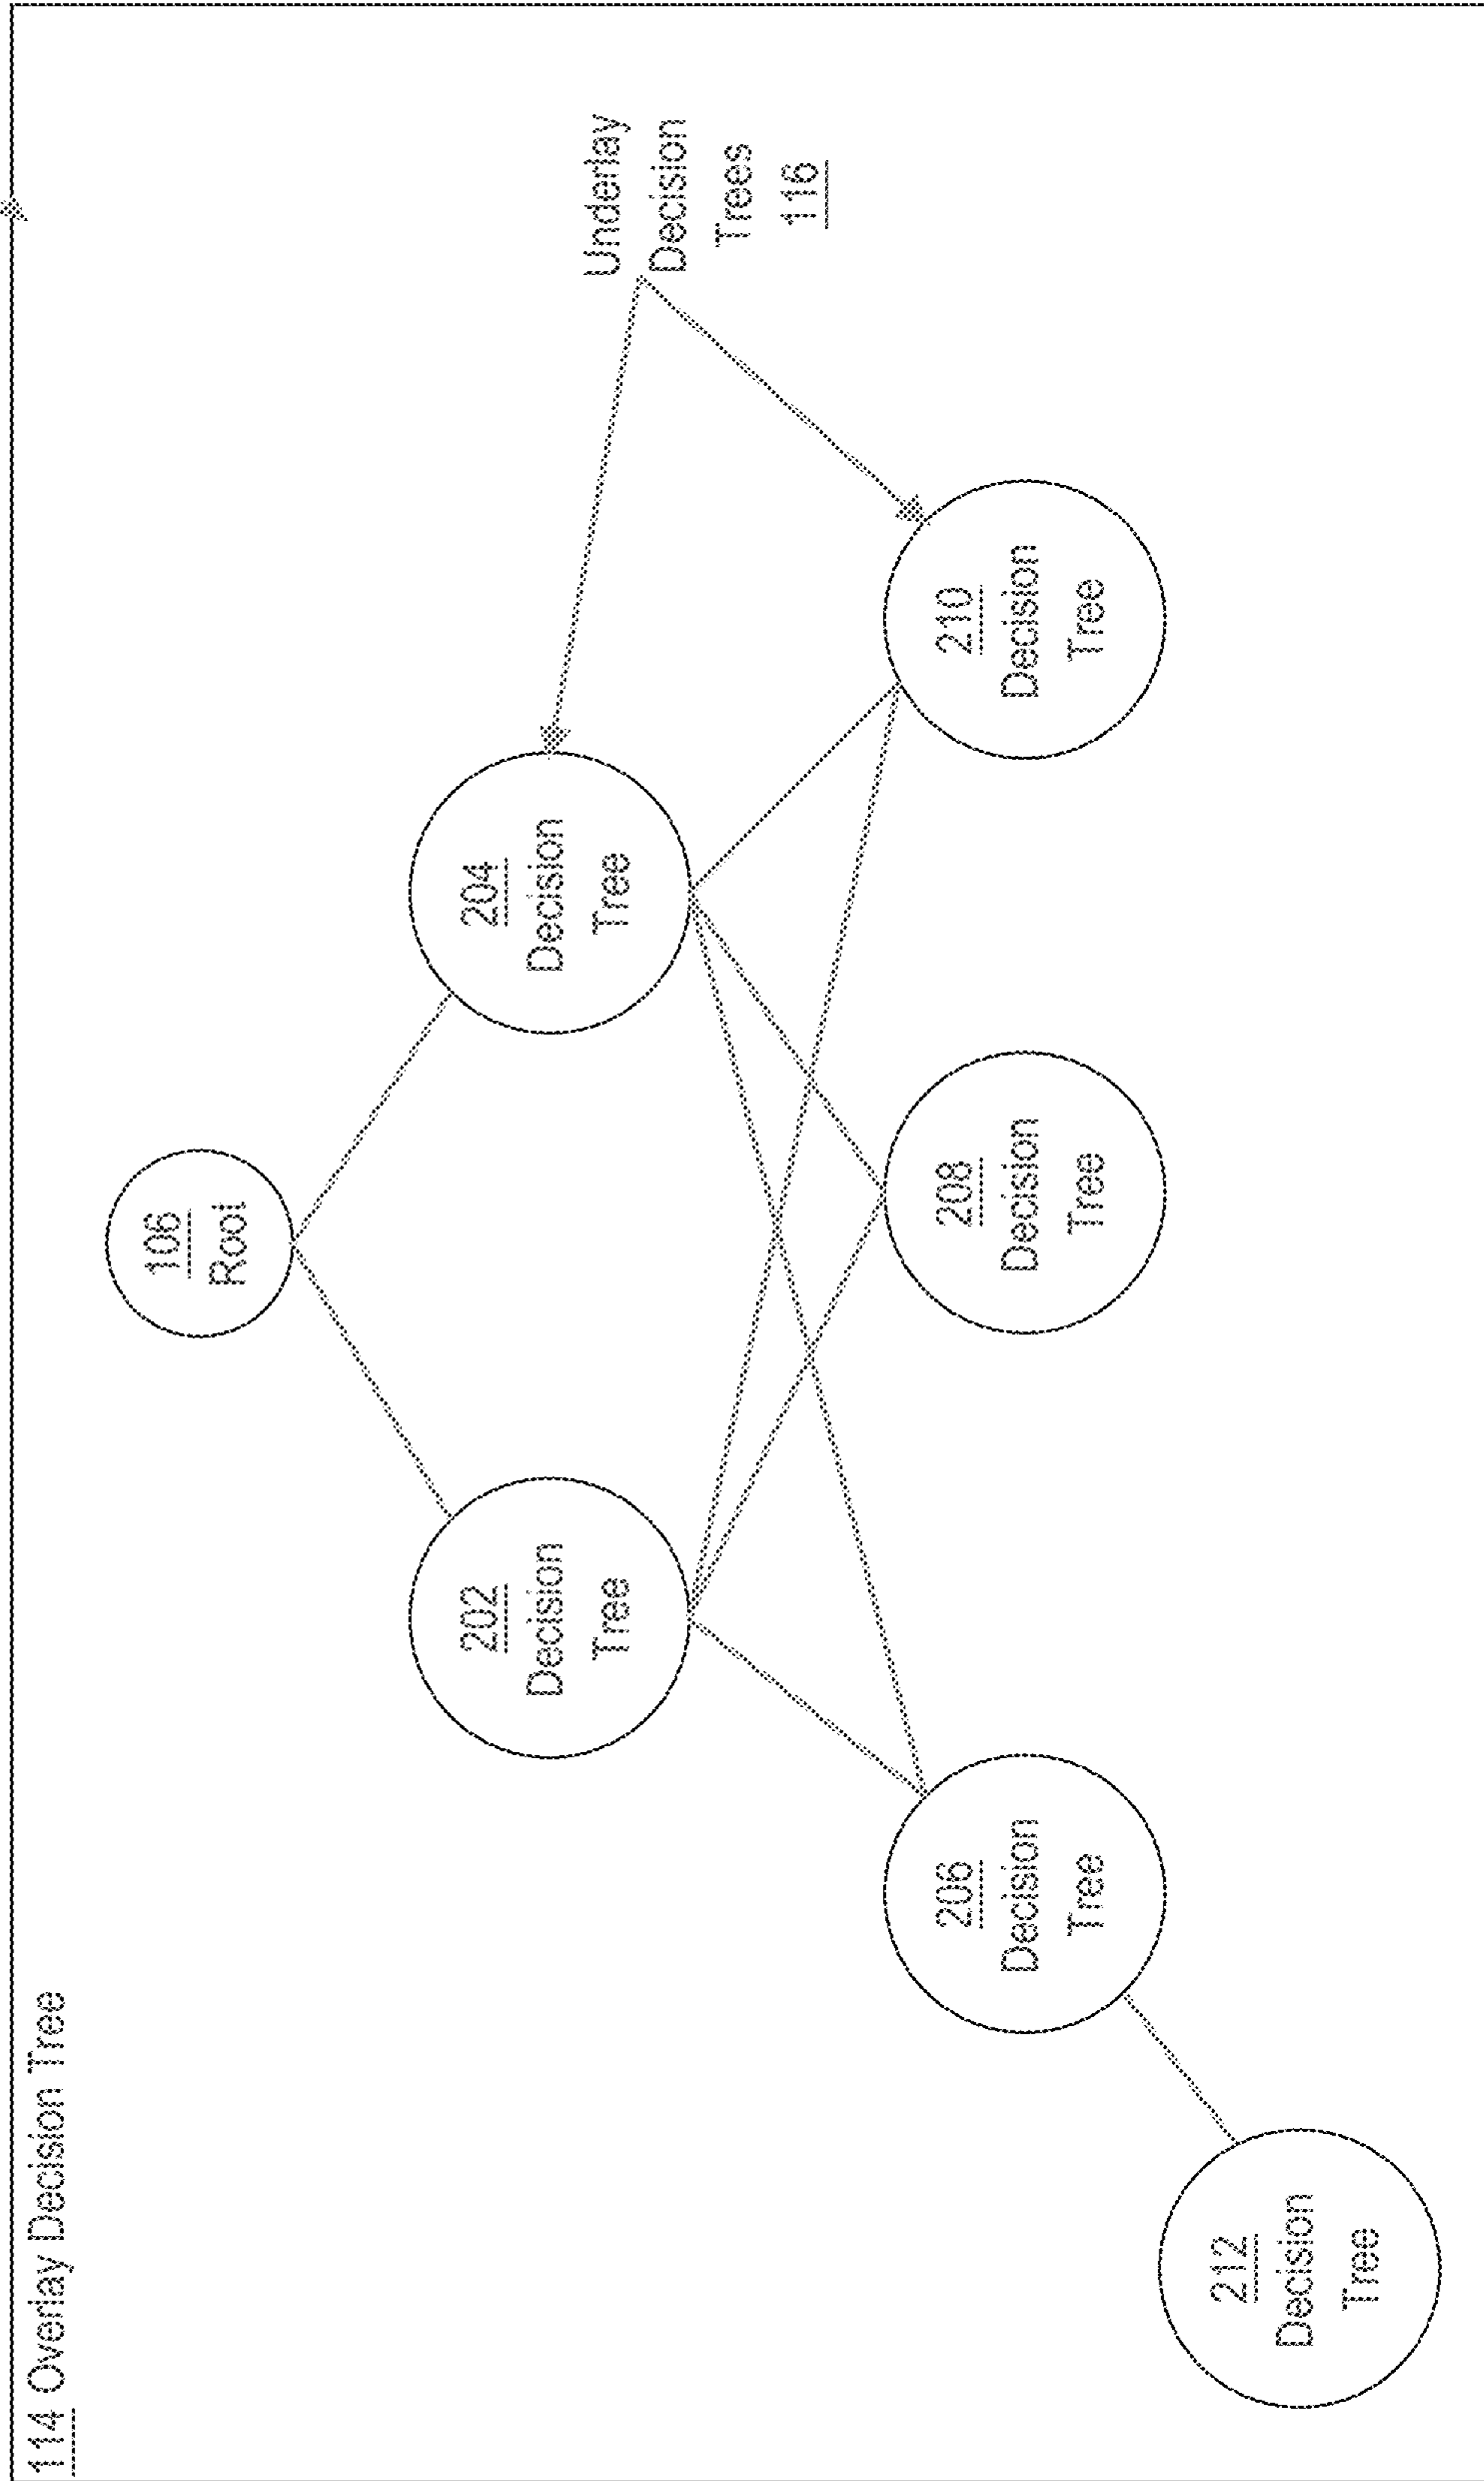 114 Overlay Decision Tree
106
Root
Underlay
Decision
Trees
116
202
Decision
Tree
204
Decision
Tree
206
Decision
Tree
208
Decision
Tree
210
Decision
Tree
212
Decision
Tree